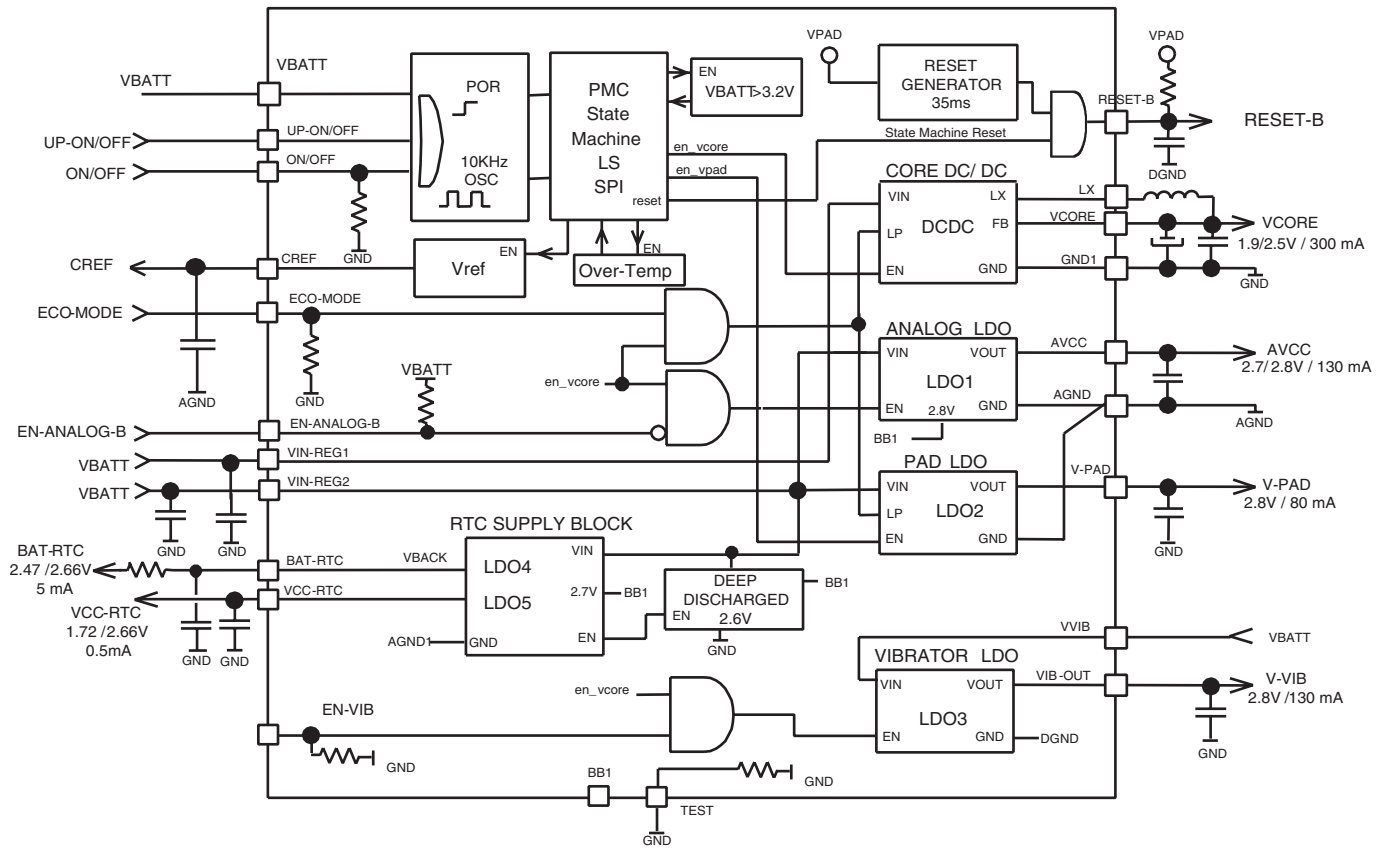 VBATT
VBATT
UP-ON/OFF
UP-ON/OFF
ON/OFF
ON/OFF
GND
POR
10KHz
OSC
PMC
State
Machine
LS
SPI
reset
EN
VBATT>3.2V
en_vcore
en_vpad
VPAD
RESET
GENERATOR
35ms
State Machine Reset
RESET-B
VPAD
RESET-B
DGND
CORE DC/ DC
VIN
LX
DCDC
FB
LP
EN
GND
LX
VCORE
GND1
VCORE
1.9/2.5V / 300 mA
GND
CREF
CREF
Vref
EN
EN
Over-Temp
ECO-MODE
ECO-MODE
AGND
GND
VBATT
en_vcore
EN-ANALOG-B
EN-ANALOG-B
ANALOG LDO
VIN
VOUT
LDO1
EN
2.8V
GND
BB1
AVCC
AGND
AVCC
2.7/2.8V / 130 mA
AGND
VBATT
VIN-REG1
VBATT
VIN-REG2
GND
GND
PAD LDO
VIN
VOUT
LDO2
LP
EN
GND
V-PAD
V-PAD
2.8V / 80 mA
GND
RTC SUPPLY BLOCK
BAT-RTC
2.47 /2.66V
5 mA
BAT-RTC
VBACK
VCC-RTC
VCC-RTC
1.72 /2.66V
0.5mA
GND
GND
LDO4
LDO5
VIN
2.7V
BB1
EN
AGND1
GND
DEEP
DISCHARGED
2.6V
EN
BB1
GND
VVIB
VBATT
VIBRATOR LDO
VIN
VOUT
LDO3
EN
GND
DGND
VIB-OUT
V-VIB
2.8V /130 mA
GND
en_vcore
EN-VIB
GND
BB1
TEST
GND
GND